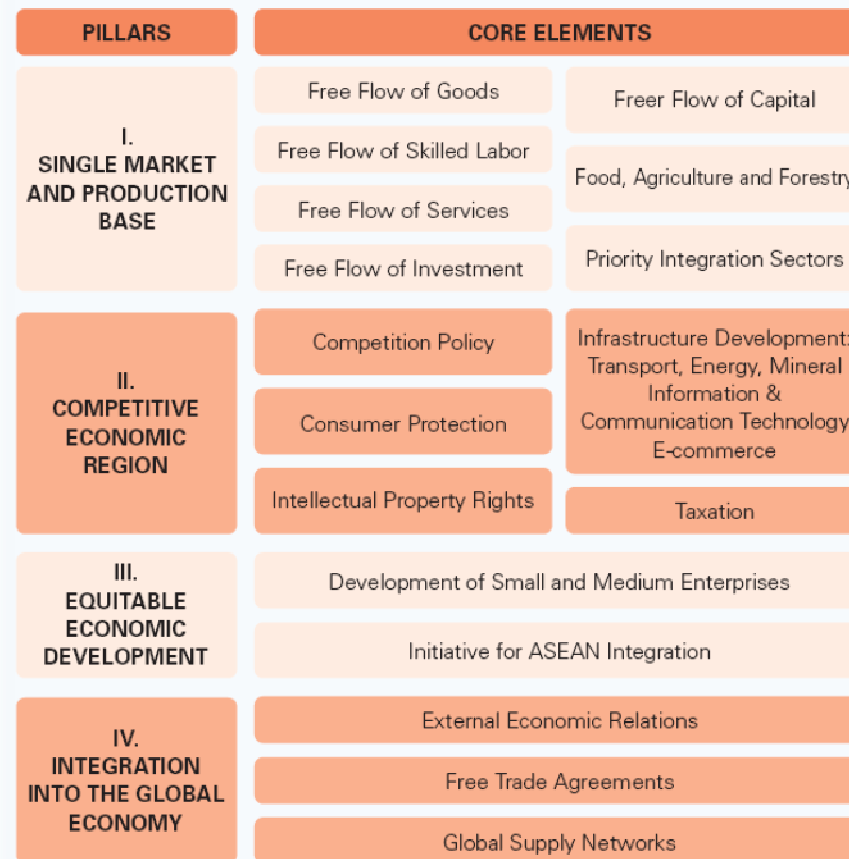 PILLARS
CORE ELEMENTS
I.
SINGLE MARKET
AND PRODUCTION
BASE
Free Flow of Goods
Free Flow of Skilled Labor
Free Flow of Services
Free Flow of Investment
Freer Flow of Capital
Food, Agriculture and Forestry
Priority Integration Sectors
II.
COMPETITIVE
ECONOMIC
REGION
Competition Policy
Consumer Protection
Intellectual Property Rights
Infrastructure Development:
Transport, Energy, Mineral
Information &
Communication Technology
E-commerce
Taxation
III.
EQUITABLE
ECONOMIC
DEVELOPMENT
Development of Small and Medium Enterprises
Initiative for ASEAN Integration
IV.
INTEGRATION
INTO THE GLOBAL
ECONOMY
External Economic Relations
Free Trade Agreements
Global Supply Networks